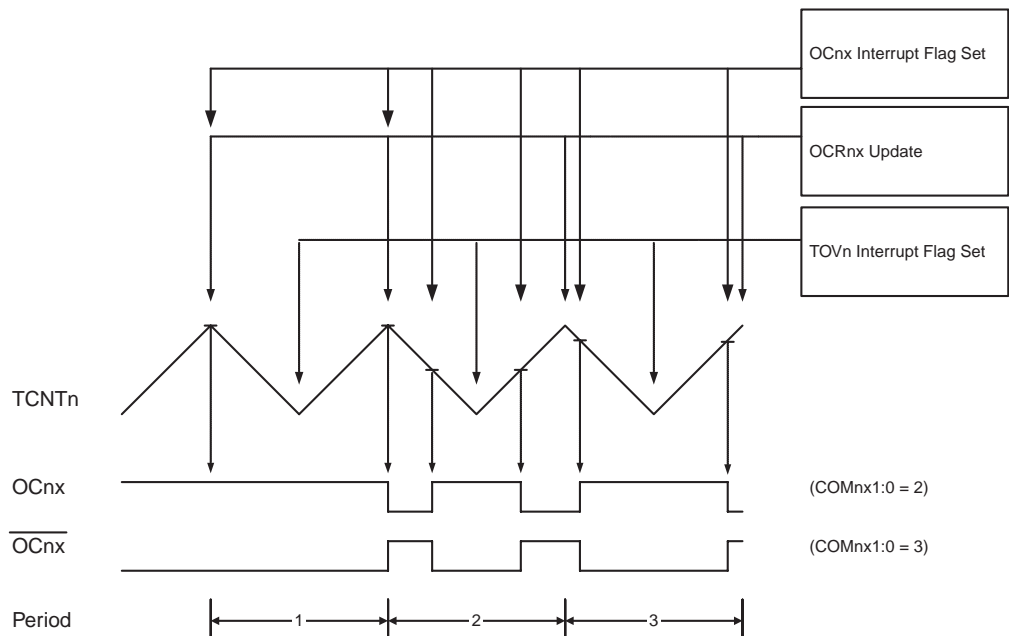 OCnx Interrupt Flag Set
OCRnx Update
TOVn Interrupt Flag Set
TCNTn
OCnx
(COMnx1:0 = 2)
OCnx
(COMnx1:0 = 3)
Period
1
2
3